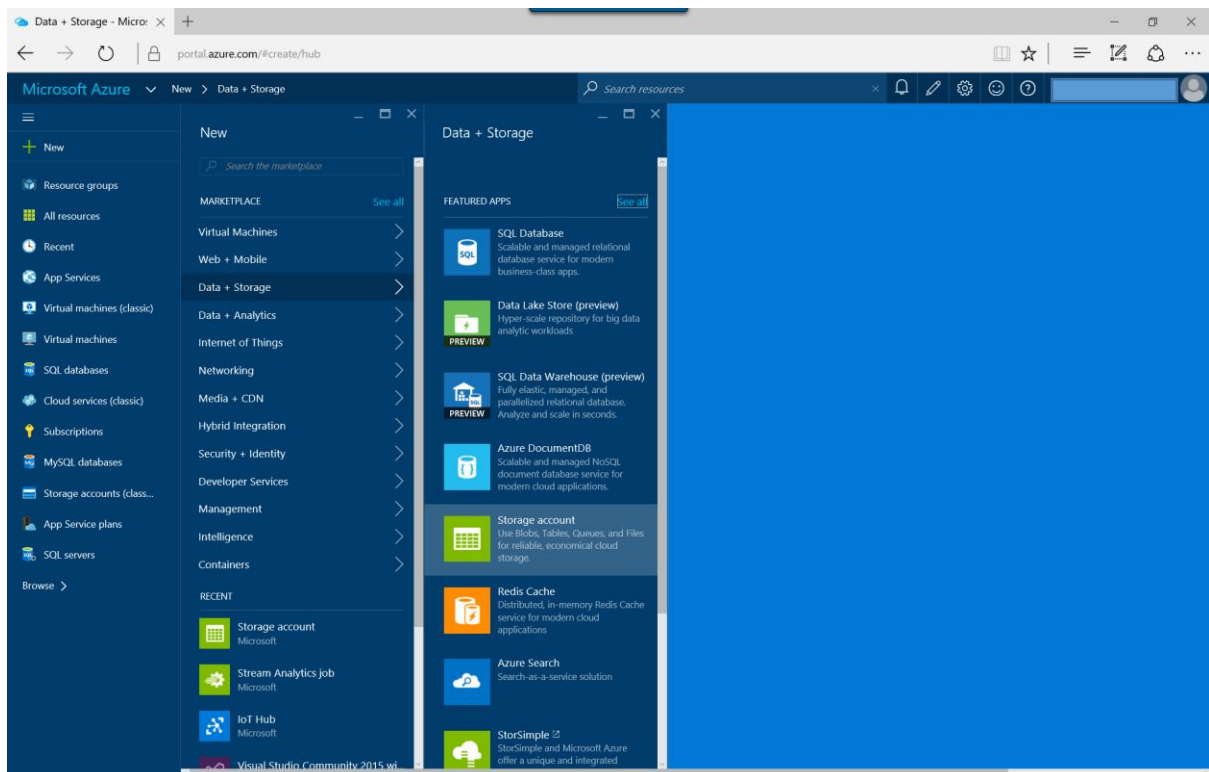 Data + Storage - Micros
portal.azure.com/#create/hub
Microsoft Azure New > Data + Storage
Search resources
New
Resource groups
All resources
Recent
App Services
Virtual machines (classic)
Virtual machines
SQL databases
Cloud services (classic)
Subscriptions
MySQL databases
Storage accounts (class...
App Service plans
SQL servers
Browse >
New
Search the marketplace
MARKETPLACE See all
Virtual Machines
Web + Mobile
Data + Storage
Data + Analytics
Internet of Things
Networking
Media + CDN
Hybrid Integration
Security + Identity
Developer Services
Management
Intelligence
Containers
RECENT
Storage account
Microsoft
Stream Analytics job
Microsoft
IoT Hub
Microsoft
Visual Studio Community 2015 wi...
Data + Storage
FEATURED APPS See all
SQL
SQL Database
Scalable and managed relational
database service for modern
business-class apps.
PREVIEW
Data Lake Store (preview)
Hyper-scale repository for big data
analytic workloads
SQL
PREVIEW
SQL Data Warehouse (preview)
Fully elastic, managed, and
parallelized relational database.
Analyze and scale in seconds.
Azure DocumentDB
Scalable and managed NoSQL
document database service for
modern cloud applications.
Storage account
Use Blobs, Tables, Queues, and Files
for reliable, economical cloud
storage.
Redis Cache
Distributed, in-memory Redis Cache
service for modern cloud
applications
Azure Search
Search-as-a-service solution
StorSimple
StorSimple and Microsoft Azure
offer a unique and integrated